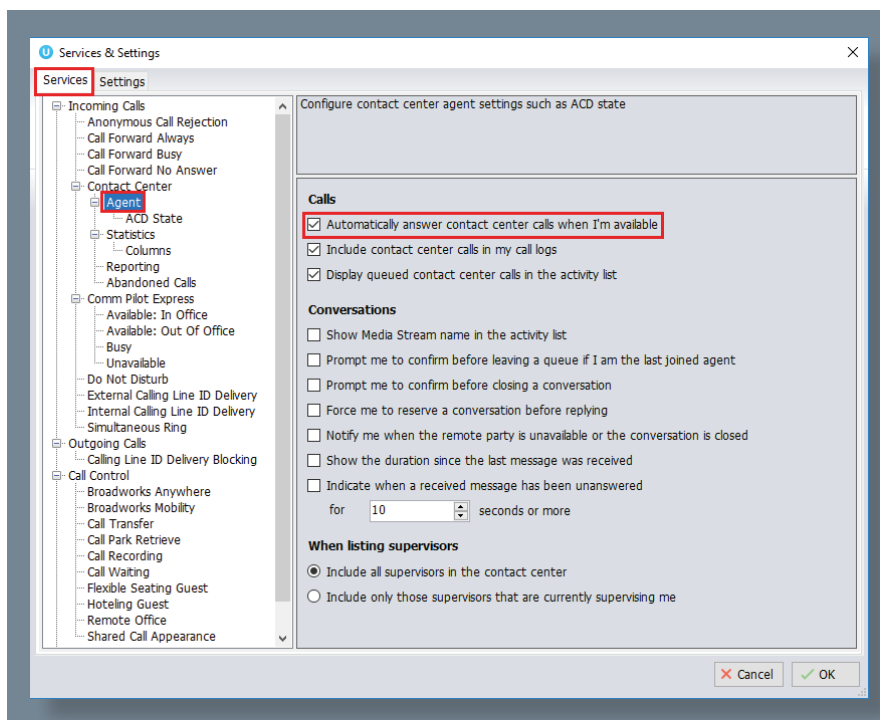 Services & Settings
Services Settings
Incoming Calls
Anonymous Call Rejection
Call Forward Always
Call Forward Busy
Call Forward No Answer
Contact Center
Agent
ACD State
Statistics
Columns
Reporting
Abandoned Calls
Comm Pilot Express
Available: In Office
Available: Out Of Office
Busy
Unavailable
Do Not Disturb
External Calling Line ID Delivery
Internal Calling Line ID Delivery
Simultaneous Ring
Outgoing Calls
Calling Line ID Delivery Blocking
Call Control
Broadworks Anywhere
Broadworks Mobility
Call Transfer
Call Park Retrieve
Call Recording
Call Waiting
Flexible Seating Guest
Hoteling Guest
Remote Office
Shared Call Appearance
Configure contact center agent settings such as ACD state
Calls
Automatically answer contact center calls when I'm available
Include contact center calls in my call logs
Display queued contact center calls in the activity list
Conversations
Show Media Stream name in the activity list
Prompt me to confirm before leaving a queue if I am the last joined agent
Prompt me to confirm before closing a conversation
Force me to reserve a conversation before replying
Notify me when the remote party is unavailable or the conversation is closed
Show the duration since the last message was received
Indicate when a received message has been unanswered
for 10 seconds or more
When listing supervisors
Include all supervisors in the contact center
Include only those supervisors that are currently supervising me
Cancel OK